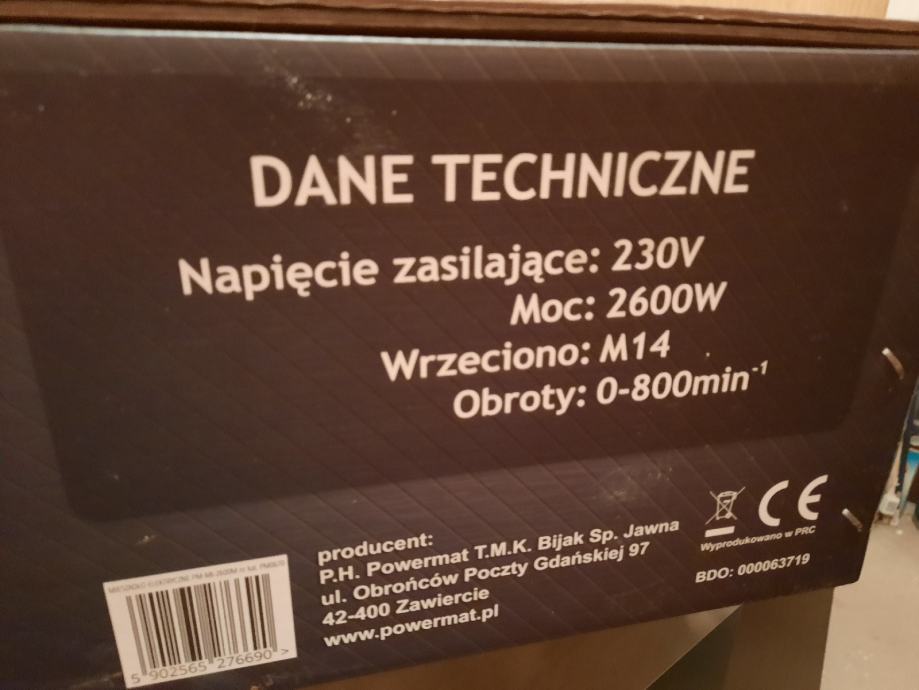 DANE TECHNICZNE
Napięcie zasilające: 230V
Moc: 2600W
Wrzeciono: M14
Obroty: 0-800min⁻¹
CE
Wyprodukowano w PRC
BDO: 000063719
producent:
P.H. Powermat T.M.K. Bijak Sp. Jawna
ul. Obrońców Poczty Gdańskiej 97
42-400 Zawiercie
www.powermat.pl
5 902565 276690 >